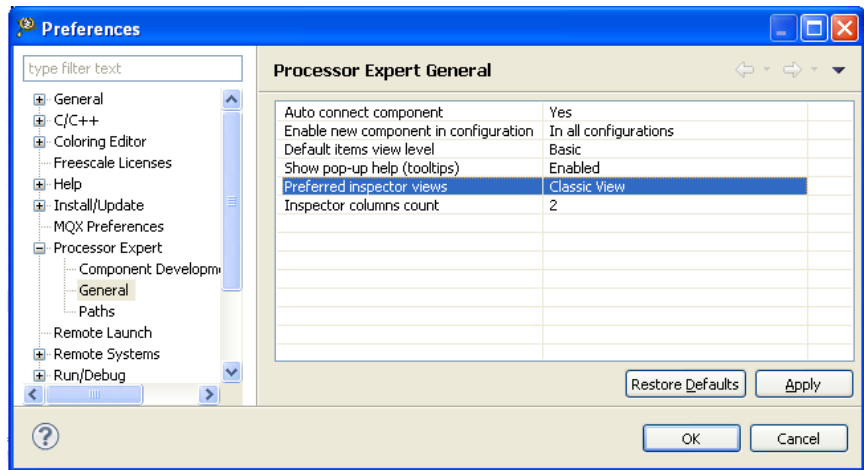 Preferences
type filter text
General
C/C++
Coloring Editor
Freescale Licenses
Help
Install/Update
MQX Preferences
Processor Expert
Component Developm
General
Paths
Remote Launch
Remote Systems
Run/Debug
Processor Expert General
Auto connect component Yes
Enable new component in configuration In all configurations
Default items view level Basic
Show pop-up help (tooltips) Enabled
Preferred inspector views Classic View
Inspector columns count 2
Restore Defaults Apply
? OK Cancel